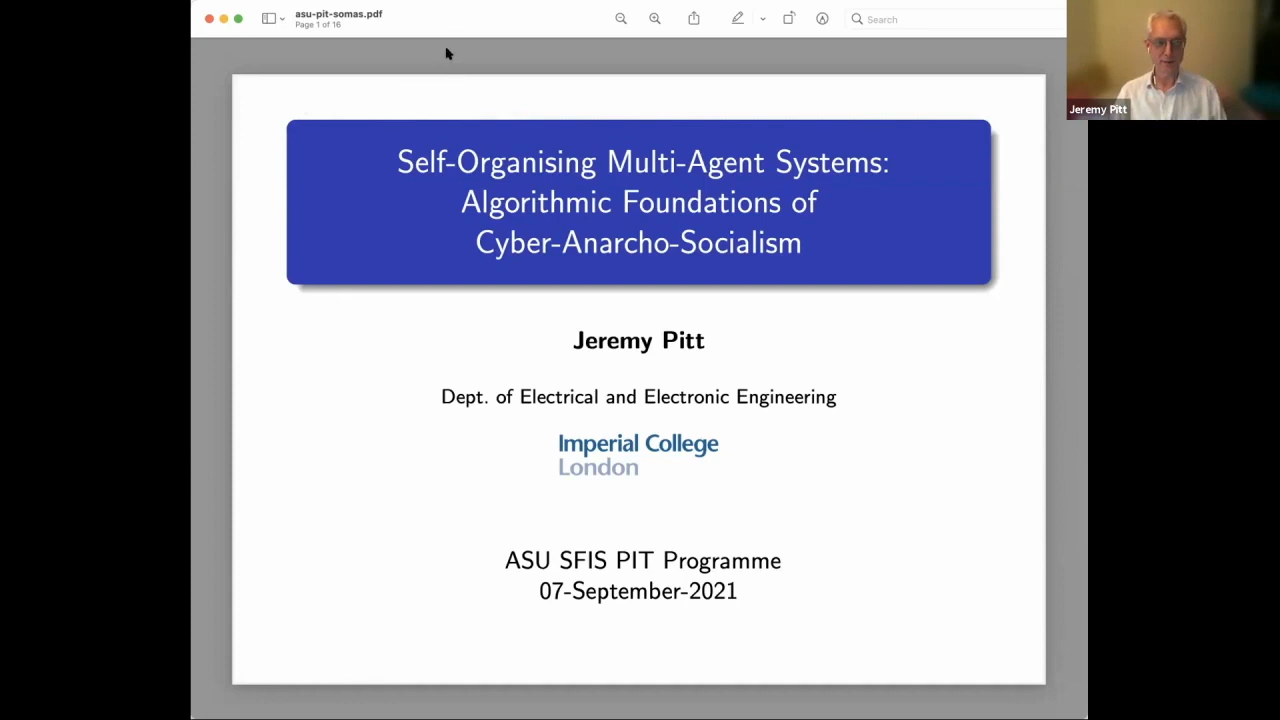 asu-pit-somas.pdf
Page 1 of 16
Search
Jeremy Pitt
Self-Organising Multi-Agent Systems:
Algorithmic Foundations of
Cyber-Anarcho-Socialism
Jeremy Pitt
Dept. of Electrical and Electronic Engineering
Imperial College
London
ASU SFIS PIT Programme
07-September-2021